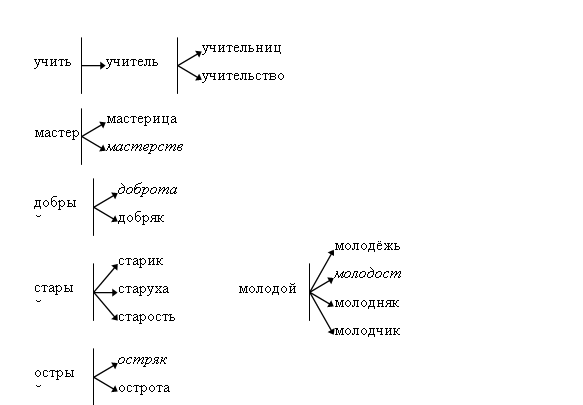 учить
учитель
учительниц
учительство
мастер
мастерица
мастерств
добры
й
доброта
добряк
стары
й
старик
старуха
старость
молодой
молодёжь
молодост
молодняк
молодчик
остры
й
остряк
острота